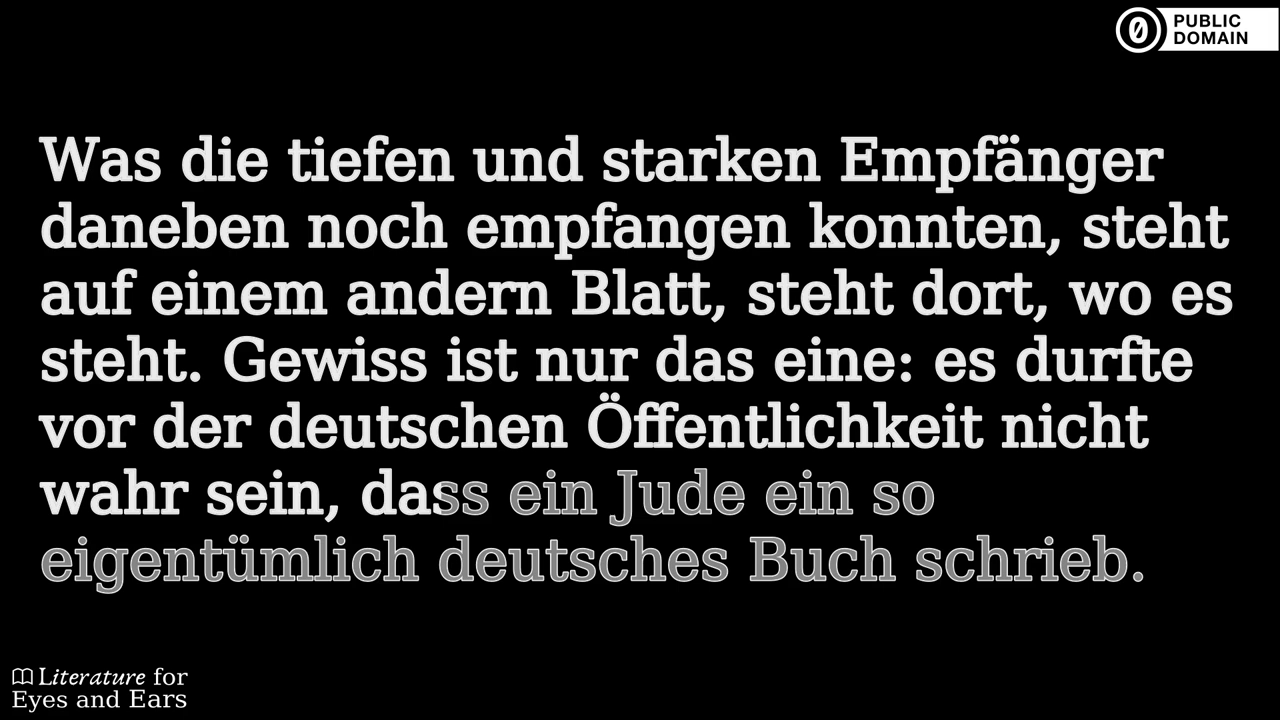 PUBLIC
DOMAIN
Was die tiefen und starken Empfänger
daneben noch empfangen konnten, steht
auf einem andern Blatt, steht dort, wo es
steht. Gewiss ist nur das eine: es durfte
vor der deutschen Öffentlichkeit nicht
wahr sein, dass ein Jude ein so
eigentümlich deutsches Buch schrieb.
Literature for
Eyes and Ears